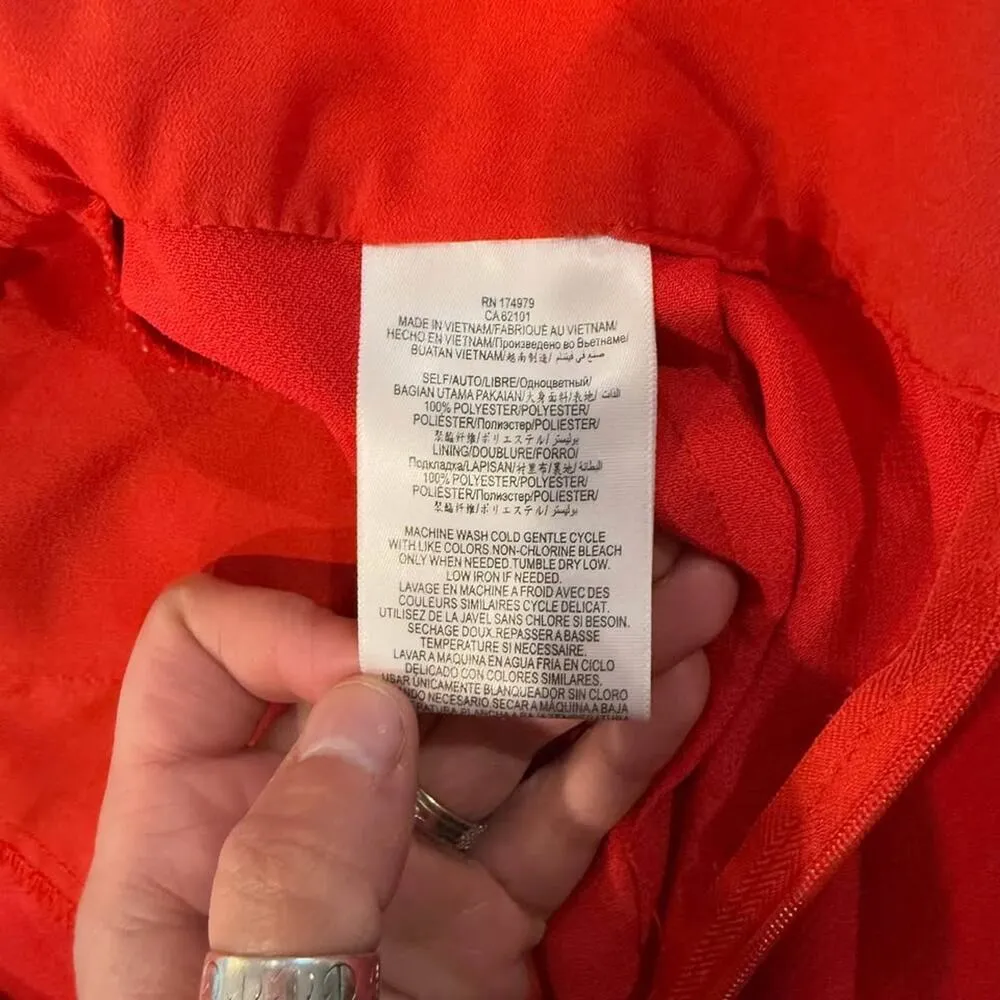 RN 174979
CA 62101
MADE IN VIETNAM/FABRIQUÉ AU VIETNAM/
HECHO EN VIETNAM/Произведено во Вьетнаме/
BUATAN VIETNAM/越南制造/ صنع في فيتنام
SELF/AUTO/LIBRE/Одноцветный/
BAGIAN UTAMA PAKAIAN/大身面料/表地/ الذات
100% POLYESTER/POLYESTER/
POLIÉSTER/Полиэстер/POLIESTER/
聚酯纤维/ポリエステル/ بوليستر
LINING/DOUBLURE/FORRO/
Подкладка/LAPISAN/衬里布/裏地/ البطانة
100% POLYESTER/POLYESTER/
POLIÉSTER/Полиэстер/POLIESTER/
聚酯纤维/ポリエステル/ بوليستر
MACHINE WASH COLD GENTLE CYCLE
WITH LIKE COLORS.NON-CHLORINE BLEACH
ONLY WHEN NEEDED.TUMBLE DRY LOW.
LOW IRON IF NEEDED.
LAVAGE EN MACHINE A FROID AVEC DES
COULEURS SIMILAIRES CYCLE DELICAT.
UTILISEZ DE LA JAVEL SANS CHLORE SI BESOIN.
SECHAGE DOUX.REPASSER A BASSE
TEMPERATURE SI NECESSAIRE.
LAVAR A MAQUINA EN AGUA FRIA EN CICLO
DELICADO CON COLORES SIMILARES.
USAR ÚNICAMENTE BLANQUEADOR SIN CLORO
NECESARIO SECAR A MÁQUINA A BAJA